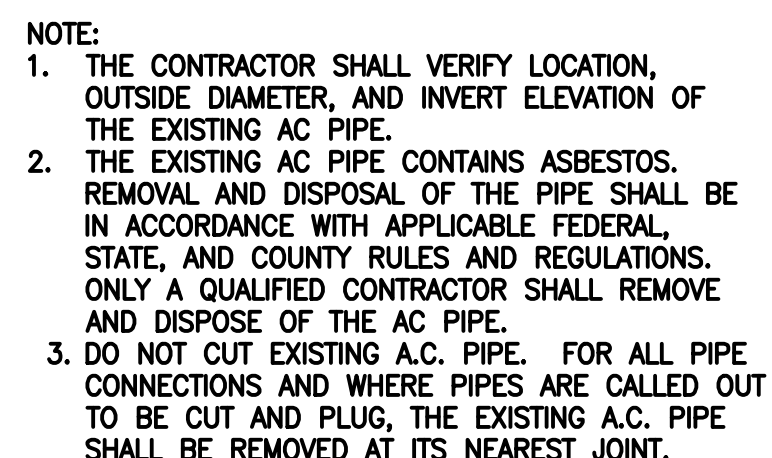 NOTE:
1. THE CONTRACTOR SHALL VERIFY LOCATION,
OUTSIDE DIAMETER, AND INVERT ELEVATION OF
THE EXISTING AC PIPE.
2. THE EXISTING AC PIPE CONTAINS ASBESTOS.
REMOVAL AND DISPOSAL OF THE PIPE SHALL BE
IN ACCORDANCE WITH APPLICABLE FEDERAL,
STATE, AND COUNTY RULES AND REGULATIONS.
ONLY A QUALIFIED CONTRACTOR SHALL REMOVE
AND DISPOSE OF THE AC PIPE.
3. DO NOT CUT EXISTING A.C. PIPE. FOR ALL PIPE
CONNECTIONS AND WHERE PIPES ARE CALLED OUT
TO BE CUT AND PLUG, THE EXISTING A.C. PIPE
SHALL BE REMOVED AT ITS NEAREST JOINT.